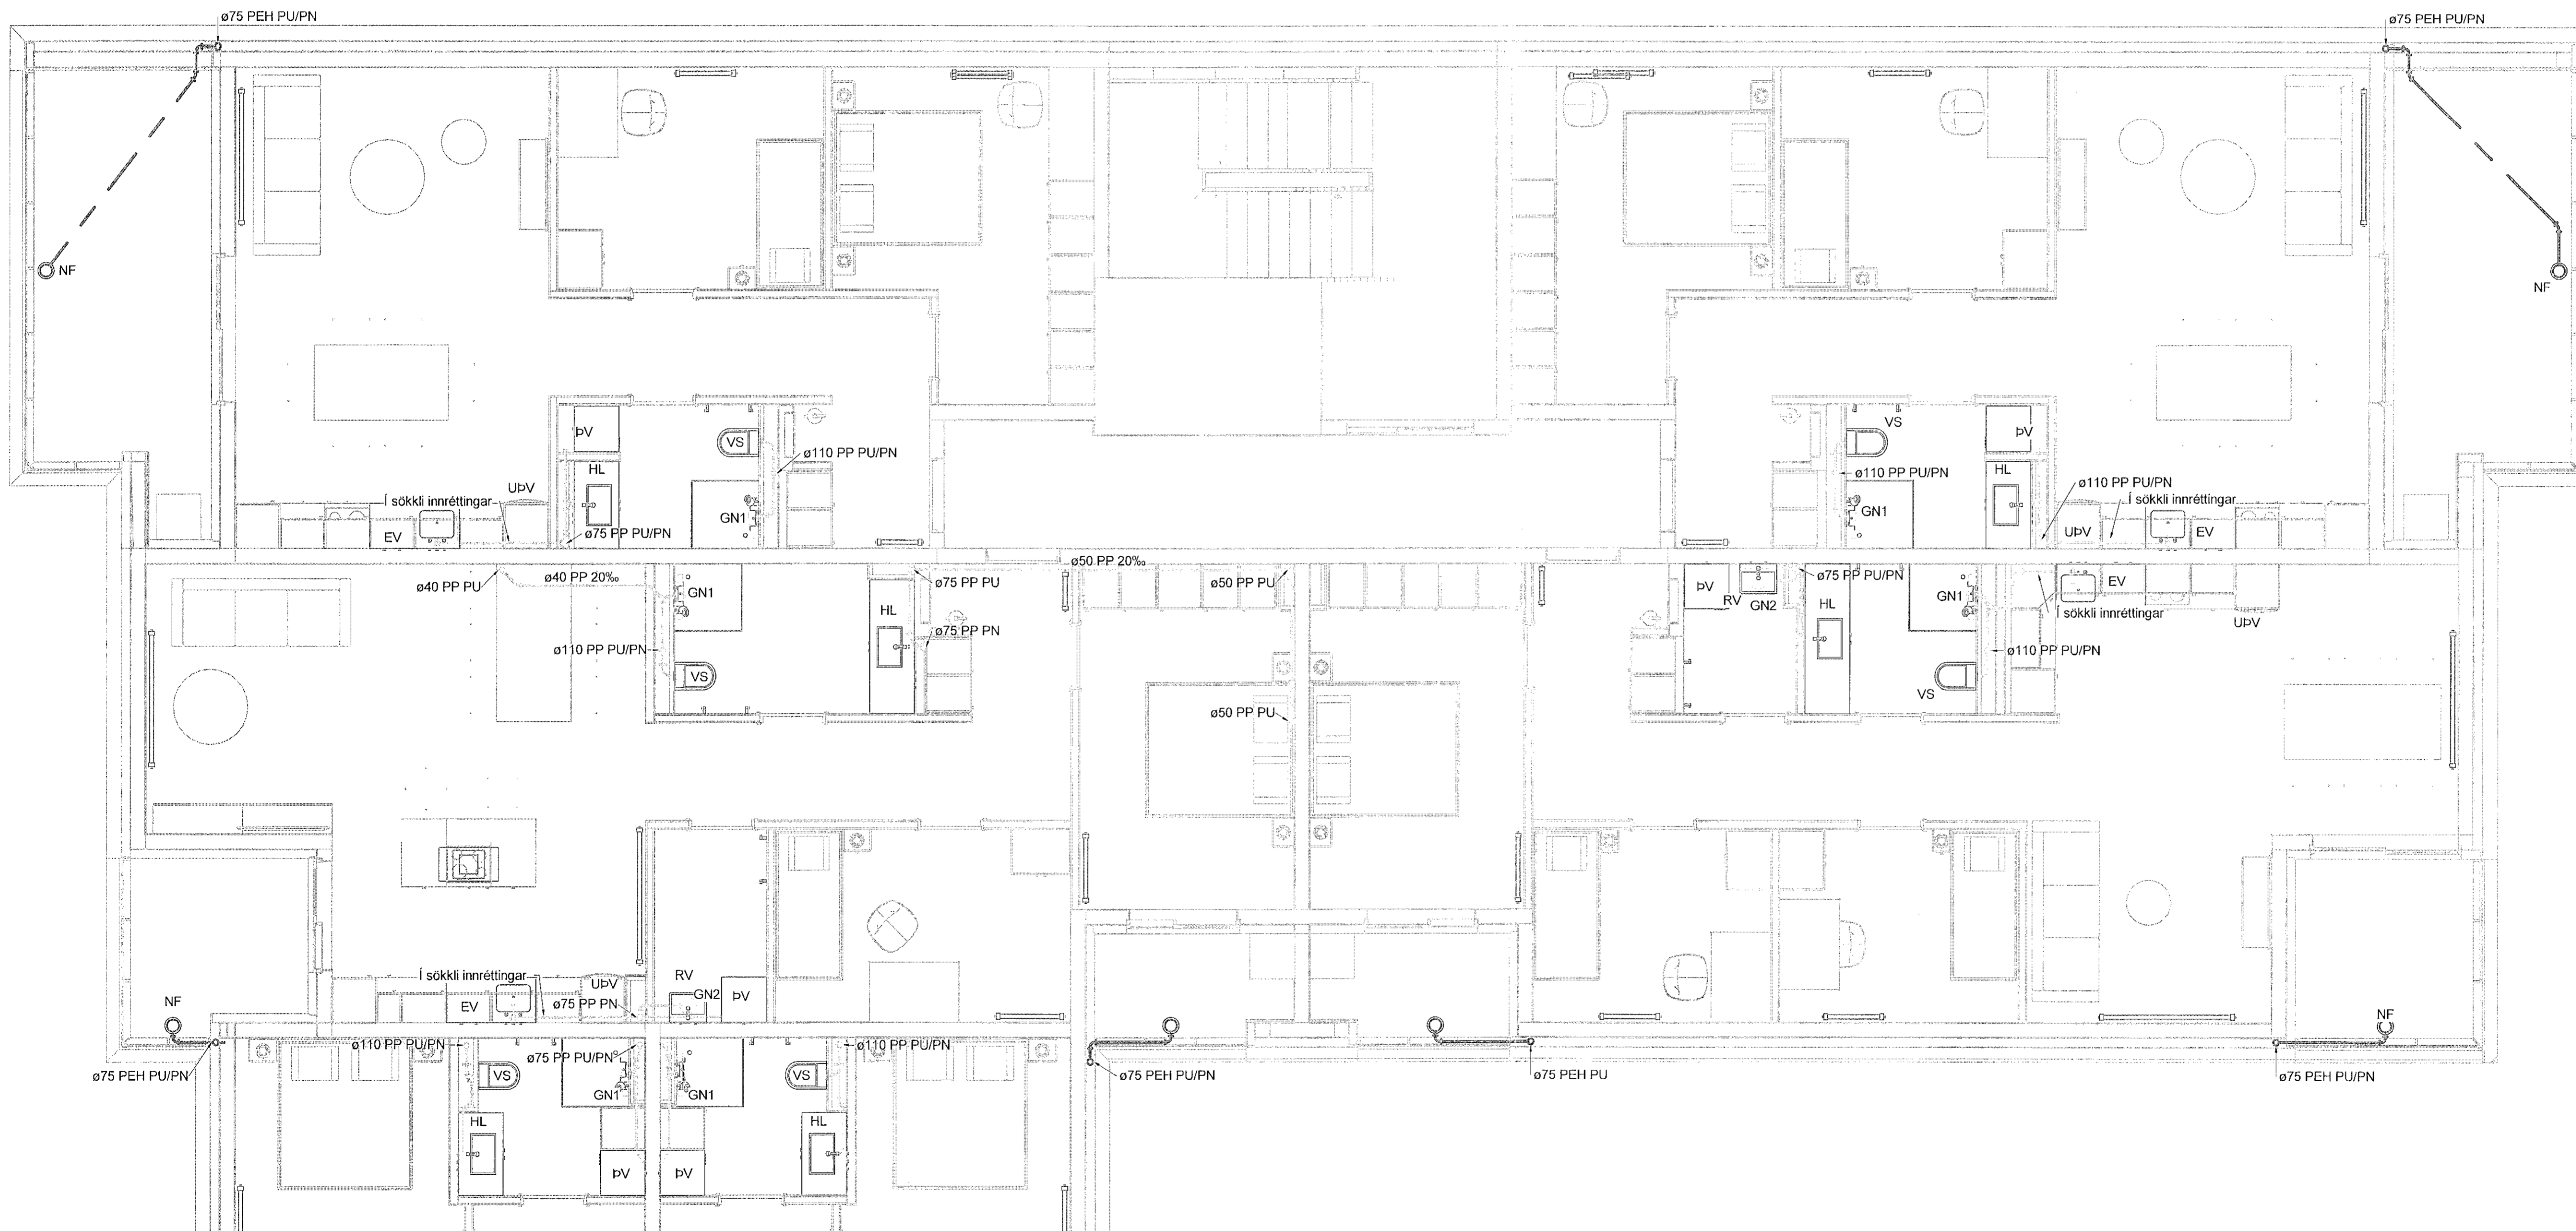 ø75 PEH PU/PN
ø75 PEH PU/PN
NF
NF
ÞV
VS
ø110 PP PU/PN
HL
UÞV
Í sökkli innréttingar
GN1
EV
ø75 PP PU/PN
VS
ÞV
ø110 PP PU/PN
HL
ø110 PP PU/PN
Í sökkli innréttingar
GN1
UÞV
EV
ø40 PP PU
ø40 PP 20‰
GN1
ø75 PP PU
HL
ø50 PP 20‰
ø50 PP PU
ø75 PP PN
ø110 PP PU/PN
VS
ø50 PP PU
ÞV
RV
GN2
ø75 PP PU/PN
HL
GN1
EV
Í sökkli innréttingar
UÞV
ø110 PP PU/PN
VS
NF
Í sökkli innréttingar
UÞV
EV
ø75 PP PN
RV
GN2
ÞV
NF
ø75 PEH PU/PN
ø110 PP PU/PN
ø75 PP PU/PN
ø110 PP PU/PN
VS
GN1
GN1
VS
HL
HL
ÞV
ÞV
ø75 PEH PU/PN
ø75 PEH PU
ø75 PEH PU/PN